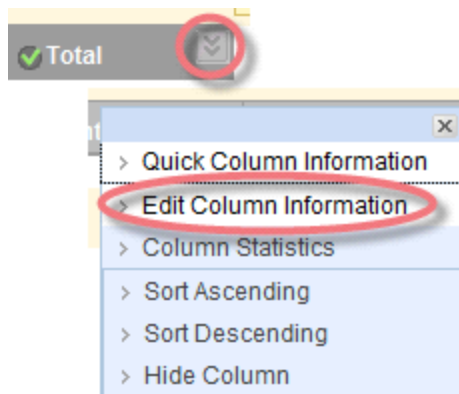 Total
Quick Column Information
Edit Column Information
Column Statistics
Sort Ascending
Sort Descending
Hide Column